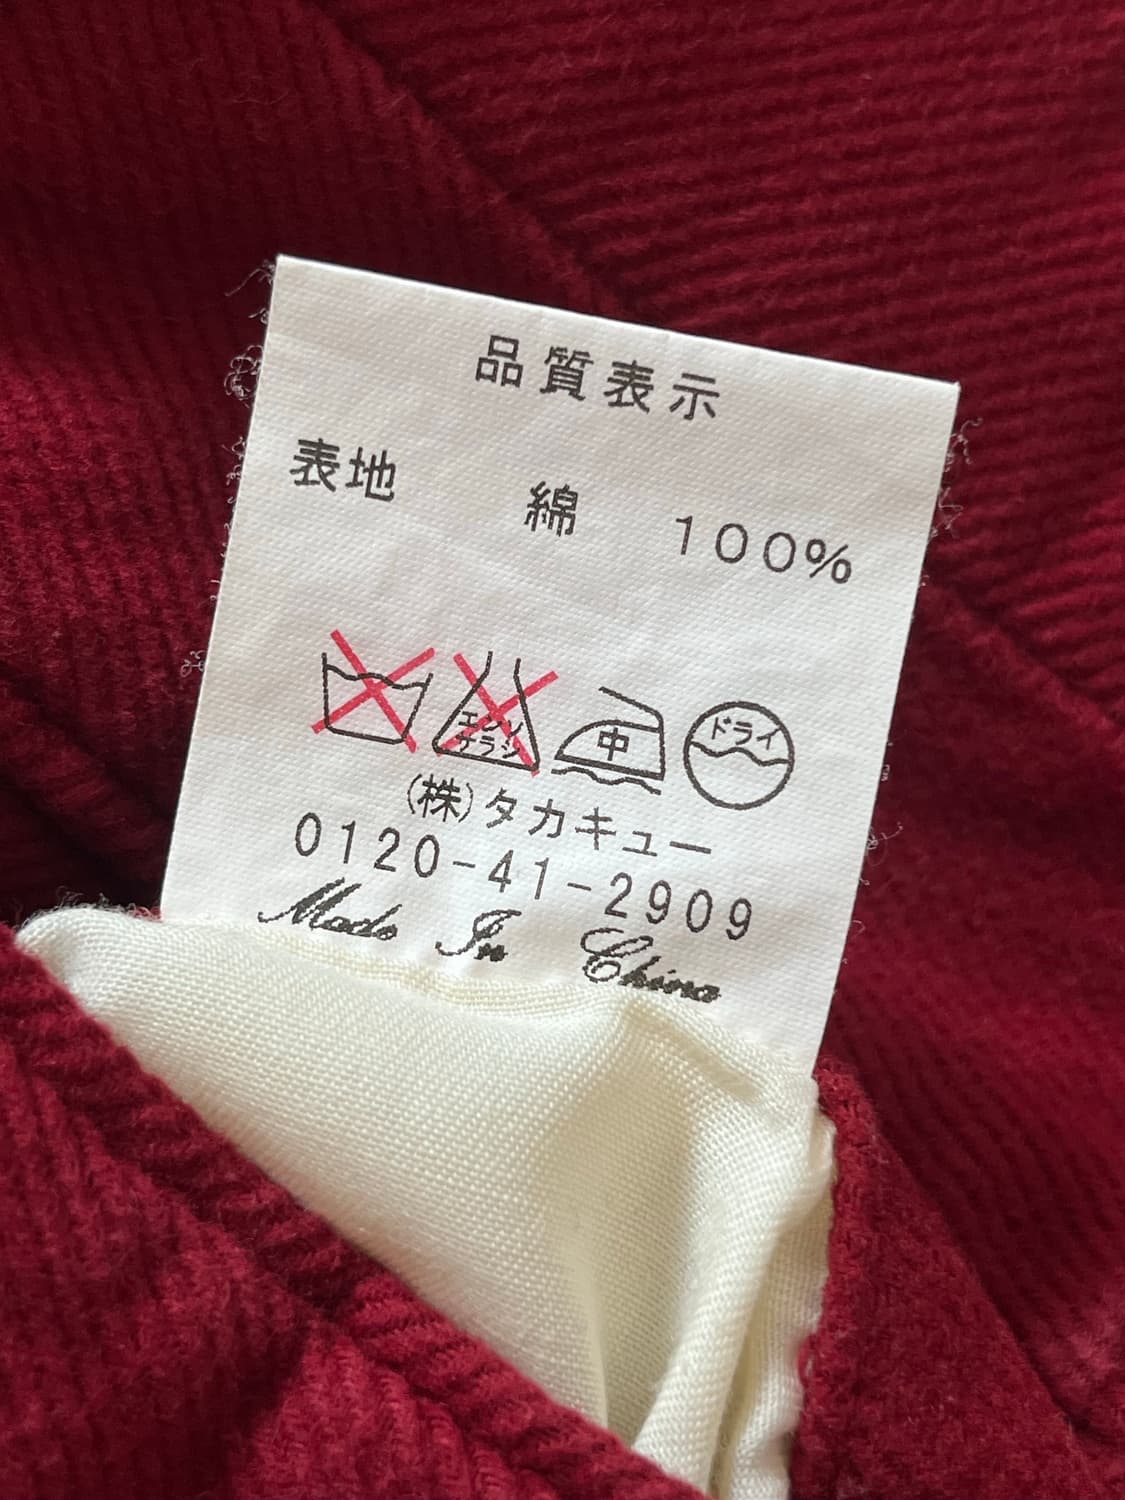 品質表示
表地 綿 100%
エンソ
サラシ
中
ドライ
(株)タカキュー
0120-41-2909
Made In China